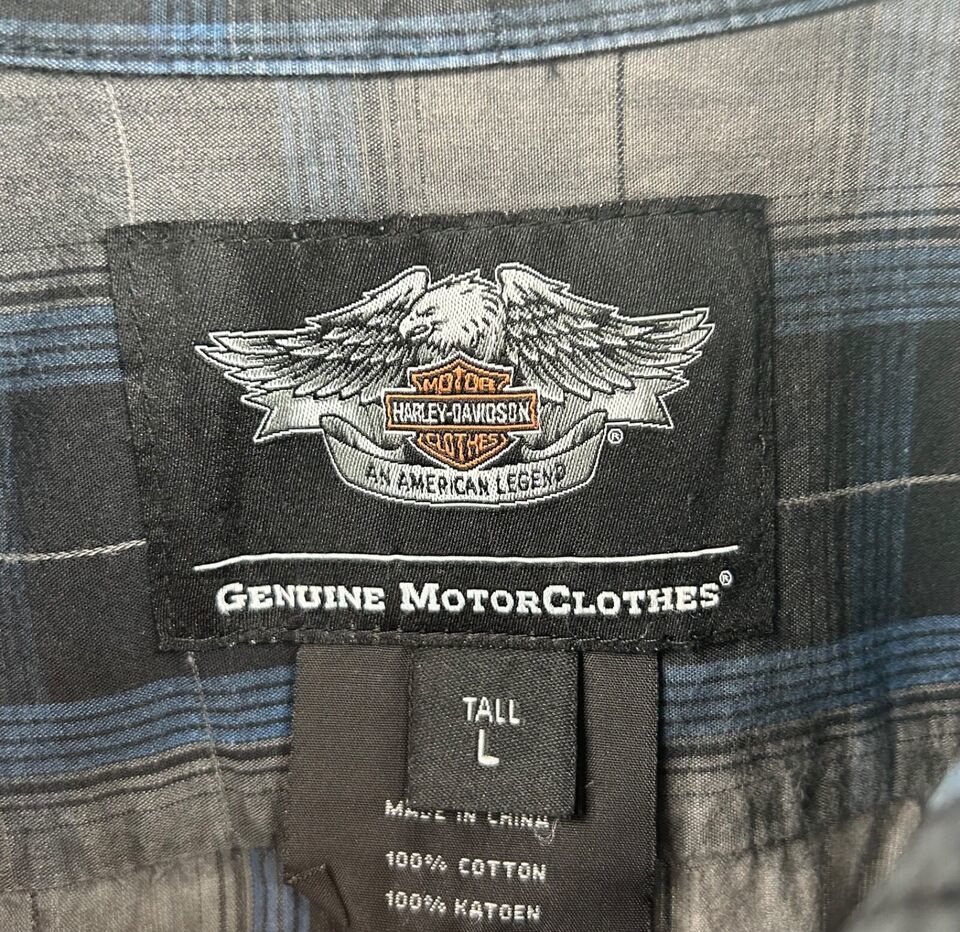 MOTOR
HARLEY-DAVIDSON
CLOTHES
®
AN AMERICAN LEGEND
GENUINE MOTORCLOTHES®
TALL
L
MADE IN CHINA
100% COTTON
100% KATOEN